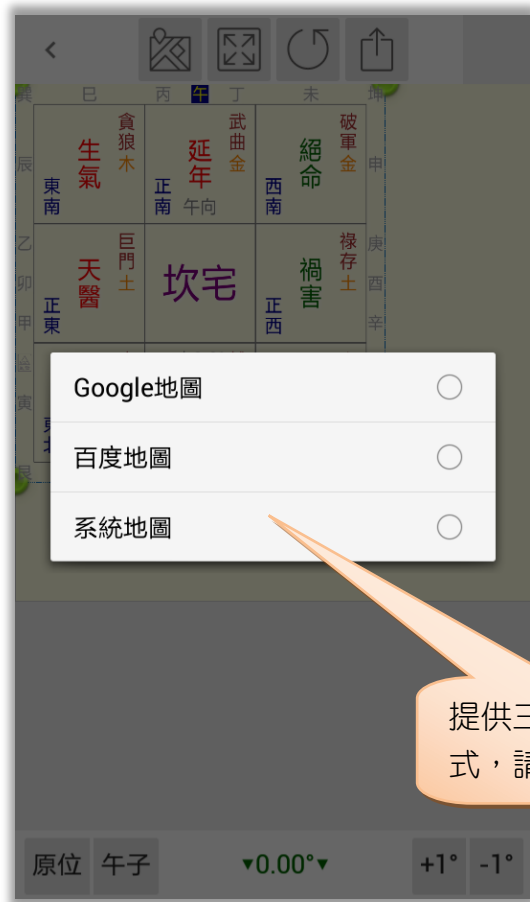 巽 巳 丙 午 丁 未 坤
辰 東南 生氣 貪狼木 正南 延年 午向 武曲金 西南 絕命 破軍金 申
乙 卯 甲 正東 天醫 巨門土 坎宅 正西 禍害 祿存土 庚 酉 辛
寅
艮
Google地圖
百度地圖
系統地圖
提供三
式，請
原位 午子 ▾0.00°▾ +1° -1°